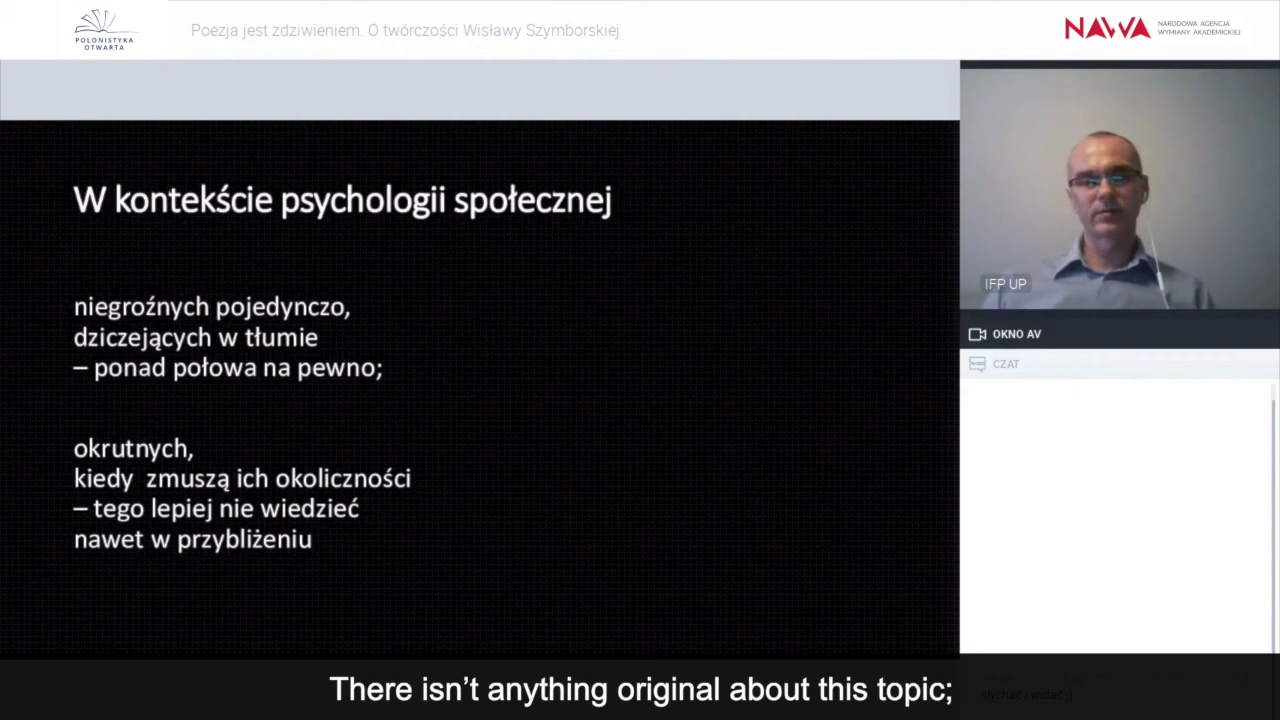 POLONISTYKA
OTWARTA
Poezja jest zdziwieniem. O twórczości Wisławy Szymborskiej
NAWA
NARODOWA AGENCJA
WYMIANY AKADEMICKIEJ
W kontekście psychologii społecznej
niegroźnych pojedynczo,
dziczejących w tłumie
– ponad połowa na pewno;
okrutnych,
kiedy zmuszą ich okoliczności
– tego lepiej nie wiedzieć
nawet w przybliżeniu
IFP UP
OKNO AV
CZAT
słychać i widać ;)
There isn't anything original about this topic;